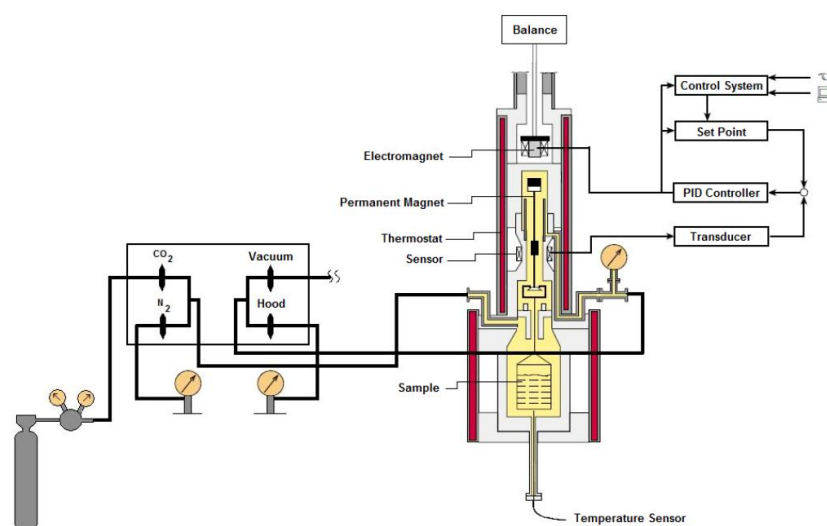 Balance
Control System
Set Point
Electromagnet
PID Controller
Permanent Magnet
Thermostat
Transducer
Sensor
CO2
Vacuum
N2
Hood
Sample
Temperature Sensor